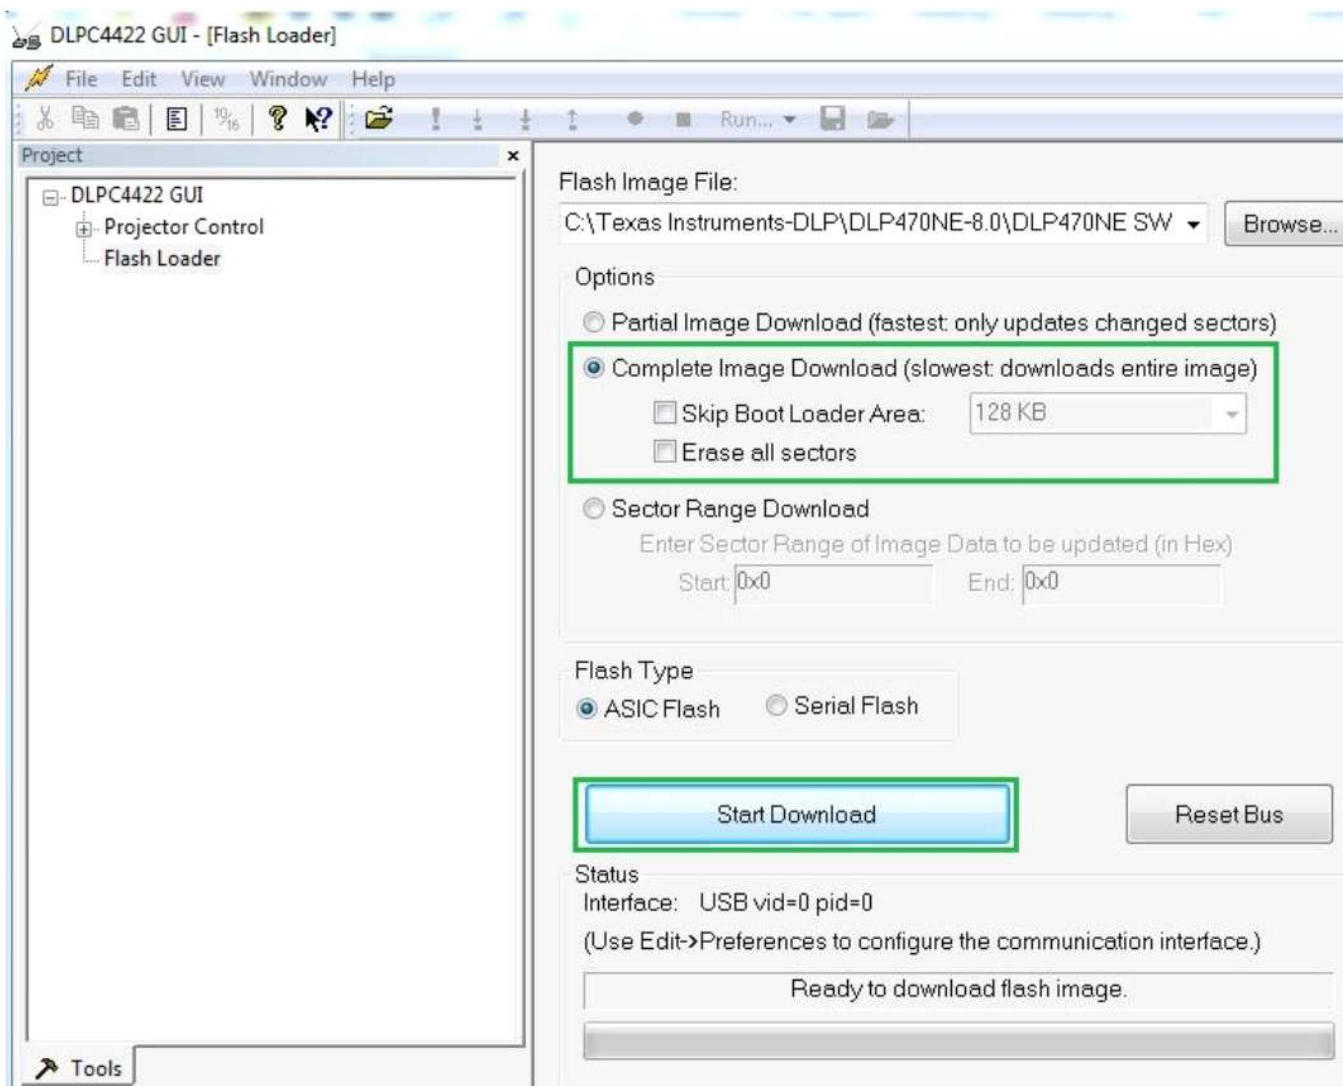 DLPC4422 GUI - [Flash Loader]
File Edit View Window Help
10/16 Run...
Project
DLPC4422 GUI
Projector Control
Flash Loader
Tools
Flash Image File:
C:\Texas Instruments-DLP\DLP470NE-8.0\DLP470NE SW
Browse...
Options
Partial Image Download (fastest: only updates changed sectors)
Complete Image Download (slowest: downloads entire image)
Skip Boot Loader Area: 128 KB
Erase all sectors
Sector Range Download
Enter Sector Range of Image Data to be updated (in Hex)
Start: 0x0 End: 0x0
Flash Type
ASIC Flash Serial Flash
Start Download Reset Bus
Status
Interface: USB vid=0 pid=0
(Use Edit->Preferences to configure the communication interface.)
Ready to download flash image.